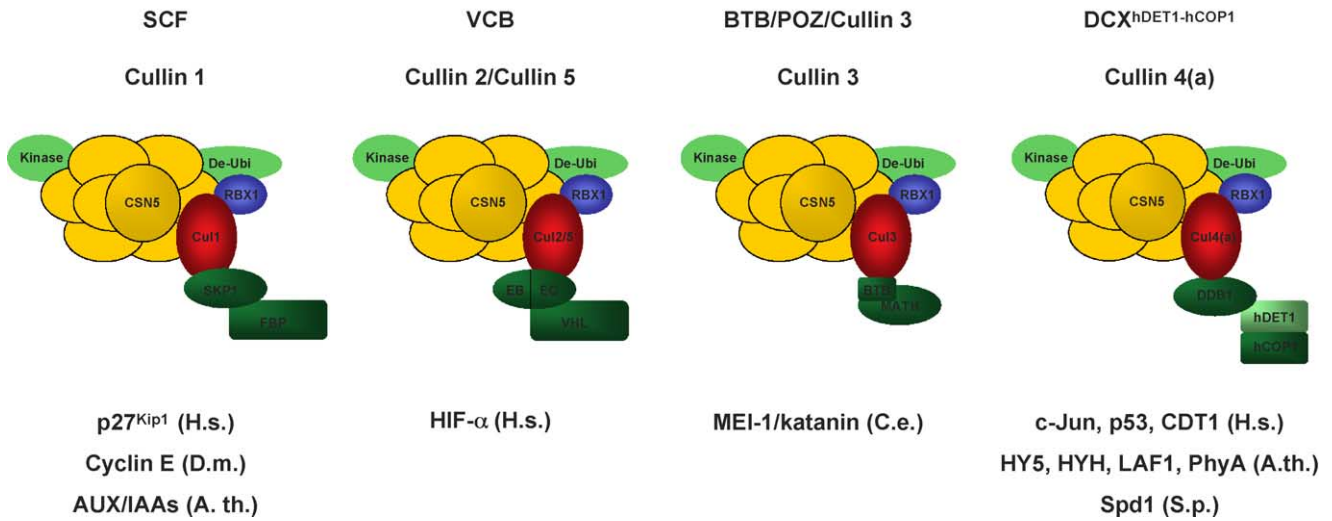 SCF
VCB
BTB/POZ/Cullin 3
DCXhDET1-hCOP1
Cullin 1
Cullin 2/Cullin 5
Cullin 3
Cullin 4(a)
Kinase
De-Ubi
CSN5
RBX1
Cul1
SKP1
FBP
Kinase
De-Ubi
CSN5
RBX1
Cul2/5
EB
EC
VHL
Kinase
De-Ubi
CSN5
RBX1
Cul3
BTB
MATH
Kinase
De-Ubi
CSN5
RBX1
Cul4(a)
DDB1
hDET1
hCOP1
p27Kip1 (H.s.)
Cyclin E (D.m.)
AUX/IAAs (A. th.)
HIF-α (H.s.)
MEI-1/katanin (C.e.)
c-Jun, p53, CDT1 (H.s.)
HY5, HYH, LAF1, PhyA (A.th.)
Spd1 (S.p.)